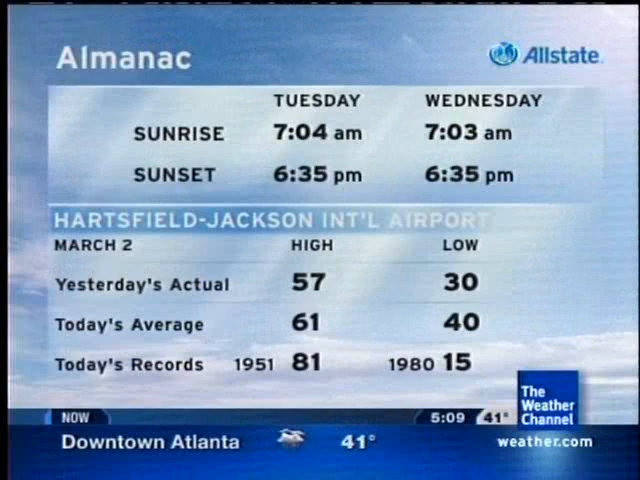 Almanac
Allstate.
TUESDAY WEDNESDAY
SUNRISE 7:04 am 7:03 am
SUNSET 6:35 pm 6:35 pm
HARTSFIELD-JACKSON INT'L AIRPORT
MARCH 2 HIGH LOW
Yesterday's Actual 57 30
Today's Average 61 40
Today's Records 1951 81 1980 15
The
Weather
Channel
NOW 5:09 41°
Downtown Atlanta 41° weather.com